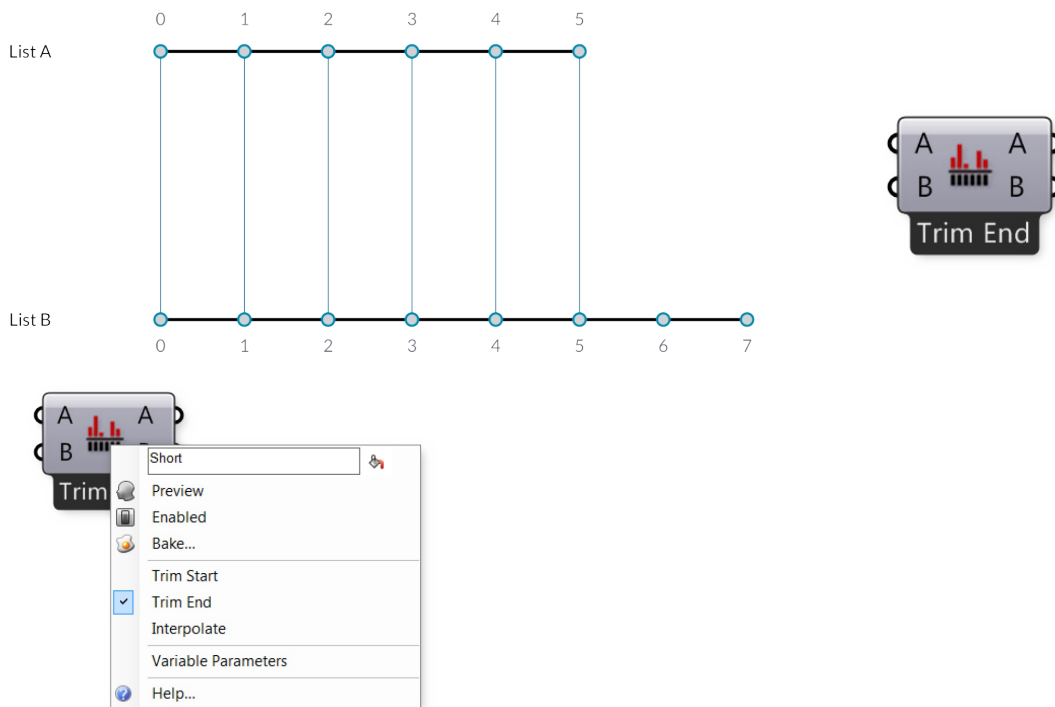 0 1 2 3 4 5
List A
A A
B B
Trim End
List B
0 1 2 3 4 5 6 7
A A
B
Trim
Short
Preview
Enabled
Bake...
Trim Start
Trim End
Interpolate
Variable Parameters
Help...